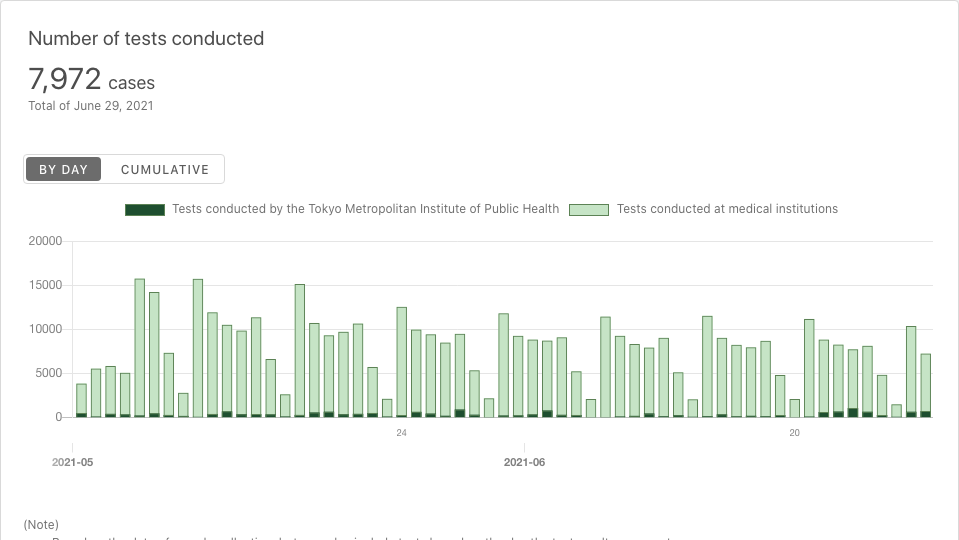 Number of tests conducted
7,972 cases
Total of June 29, 2021
BY DAY CUMULATIVE
Tests conducted by the Tokyo Metropolitan Institute of Public Health Tests conducted at medical institutions
20000
15000
10000
5000
0
24 20
2021-05 2021-06
(Note)